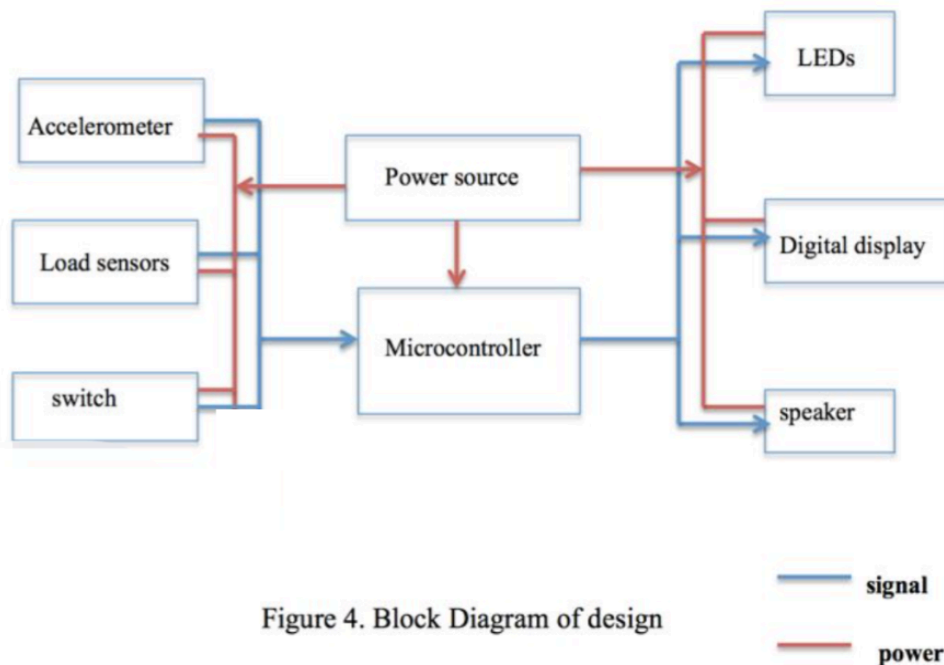 LEDs
Accelerometer
Power source
Load sensors
Digital display
Microcontroller
switch
speaker
signal
Figure 4. Block Diagram of design
power